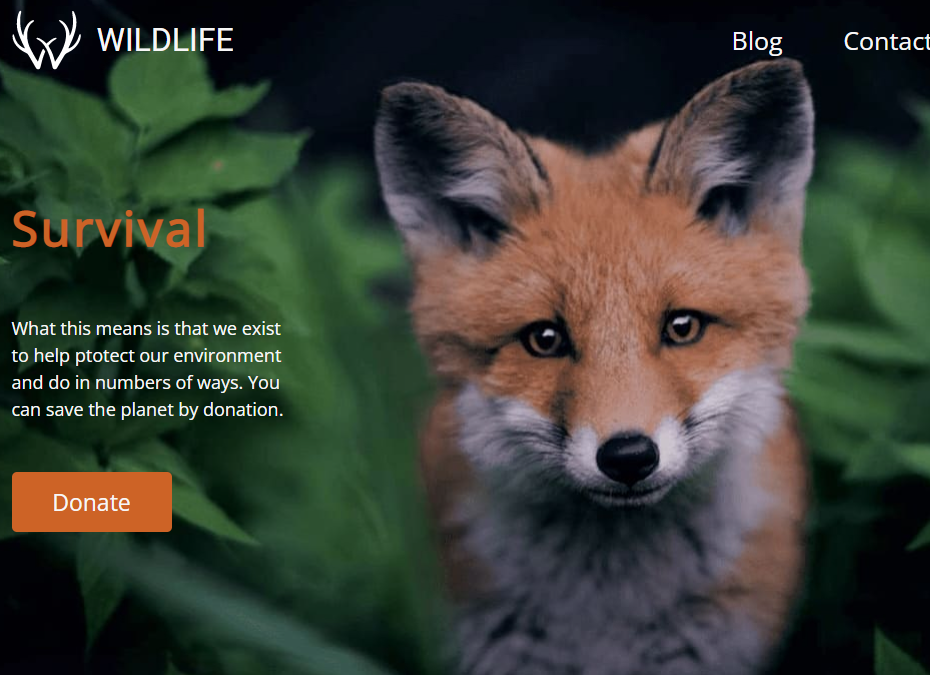 WILDLIFE
Blog
Contact
Survival
What this means is that we exist
to help ptotect our environment
and do in numbers of ways. You
can save the planet by donation.
Donate